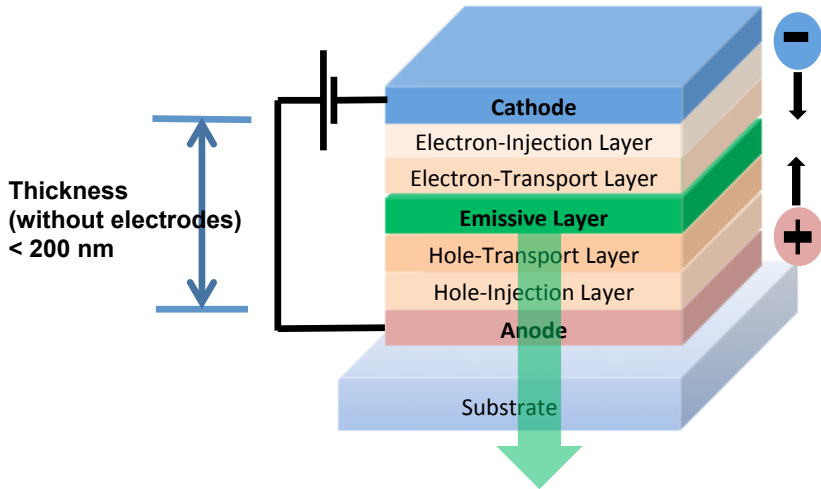 Cathode
Electron-Injection Layer
Electron-Transport Layer
Emissive Layer
Hole-Transport Layer
Hole-Injection Layer
Anode
Substrate
Thickness
(without electrodes)
< 200 nm
−
+